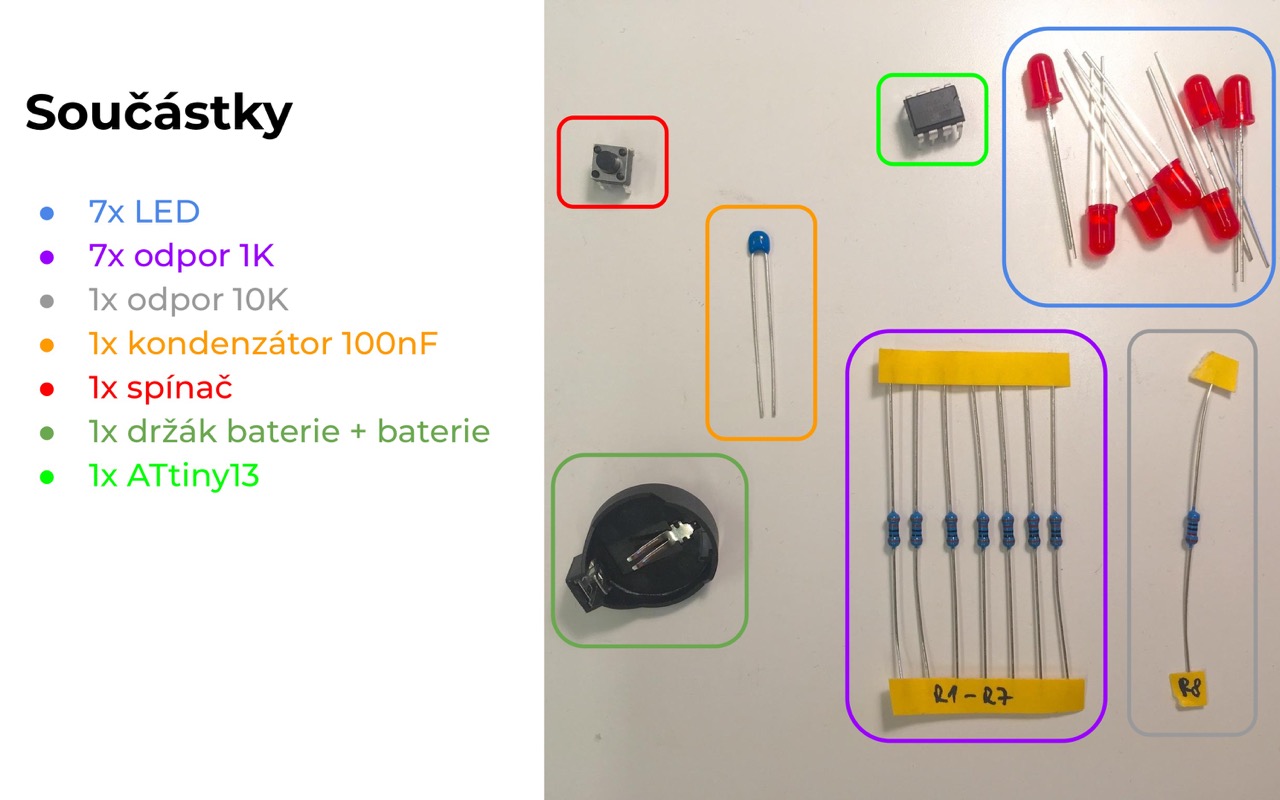 Součástky
7x LED
7x odpor 1K
1x odpor 10K
1x kondenzátor 100nF
1x spínač
1x držák baterie + baterie
1x ATtiny13
R1-R7
R8